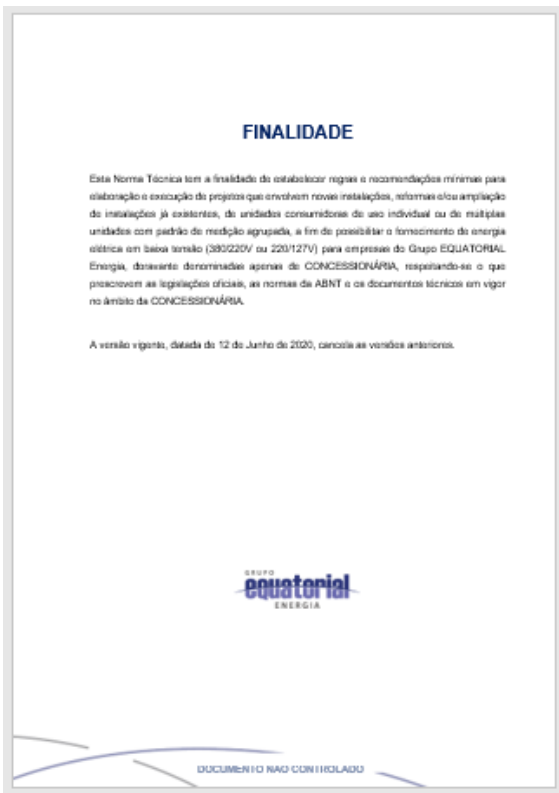 FINALIDADE
Esta Norma Técnica tem a finalidade de estabelecer regras e recomendações mínimas para
elaboração e execução de projetos que envolvem novas instalações, reformas e/ou ampliação
de instalações já existentes, de unidades consumidoras de uso individual ou de múltiplas
unidades com padrão de medição agrupada, a fim de possibilitar o fornecimento de energia
elétrica em baixa tensão (380/220V ou 220/127V) para empresas do Grupo EQUATORIAL
Energia, doravante denominadas apenas de CONCESSIONÁRIA, respeitando-se o que
prescrevem as legislações oficiais, as normas da ABNT e os documentos técnicos em vigor
no âmbito da CONCESSIONÁRIA.
A versão vigente, datada de 12 de Junho de 2020, cancela as versões anteriores.
GRUPO
equatorial
ENERGIA
DOCUMENTO NÃO CONTROLADO